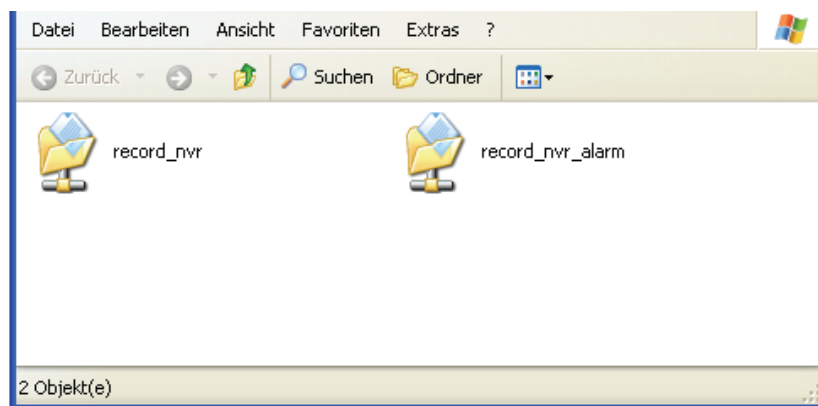 Datei Bearbeiten Ansicht Favoriten Extras ?
Zurück Suchen Ordner
record_nvr record_nvr_alarm
2 Objekt(e)